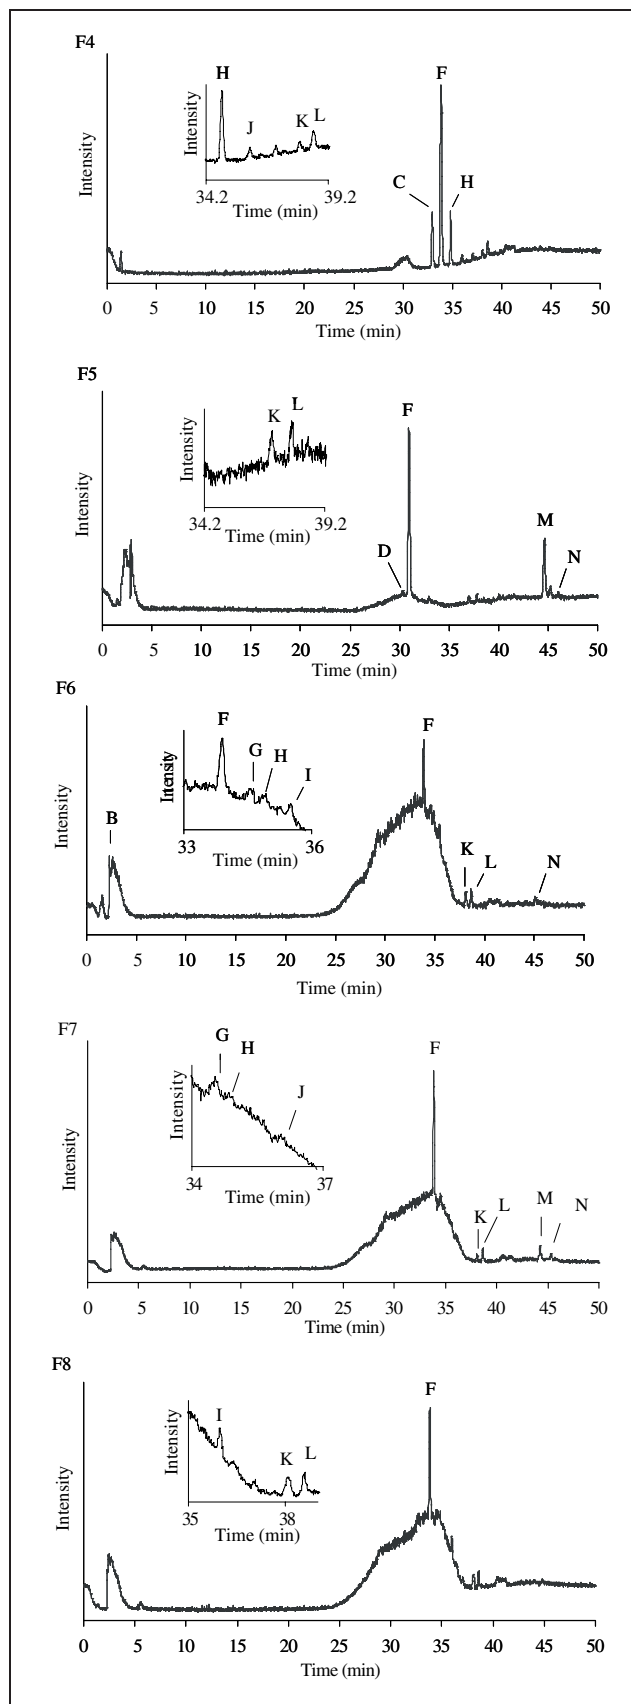 F4
H
J
K
L
Intensity
34.2
39.2
Time (min)
F
C
H
Intensity
0
5
10
15
20
25
30
35
40
45
50
Time (min)
F5
K
L
Intensity
34.2
39.2
Time (min)
F
D
M
N
Intensity
0
5
10
15
20
25
30
35
40
45
50
Time (min)
F6
F
G
H
I
Intensity
33
36
Time (min)
B
F
K
L
N
Intensity
0
5
10
15
20
25
30
35
40
45
50
Time (min)
F7
G
H
J
Intensity
34
37
Time (min)
F
K
L
M
N
Intensity
0
5
10
15
20
25
30
35
40
45
50
Time (min)
F8
I
K
L
Intensity
35
38
Time (min)
F
Intensity
0
5
10
15
20
25
30
35
40
45
50
Time (min)